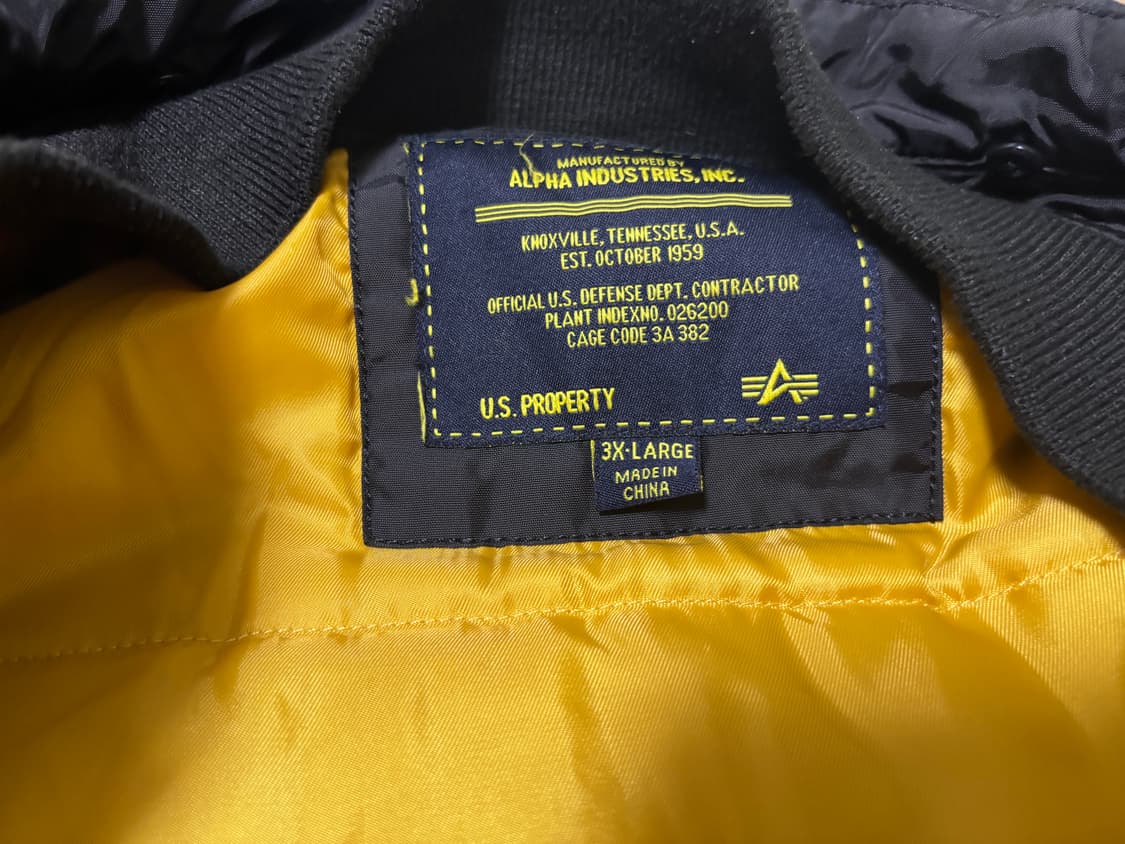 MANUFACTURED BY
ALPHA INDUSTRIES, INC.
KNOXVILLE, TENNESSEE, U.S.A.
EST. OCTOBER 1959
OFFICIAL U.S. DEFENSE DEPT. CONTRACTOR
PLANT INDEXNO. 026200
CAGE CODE 3A 382
U.S. PROPERTY
3X-LARGE
MADE IN
CHINA